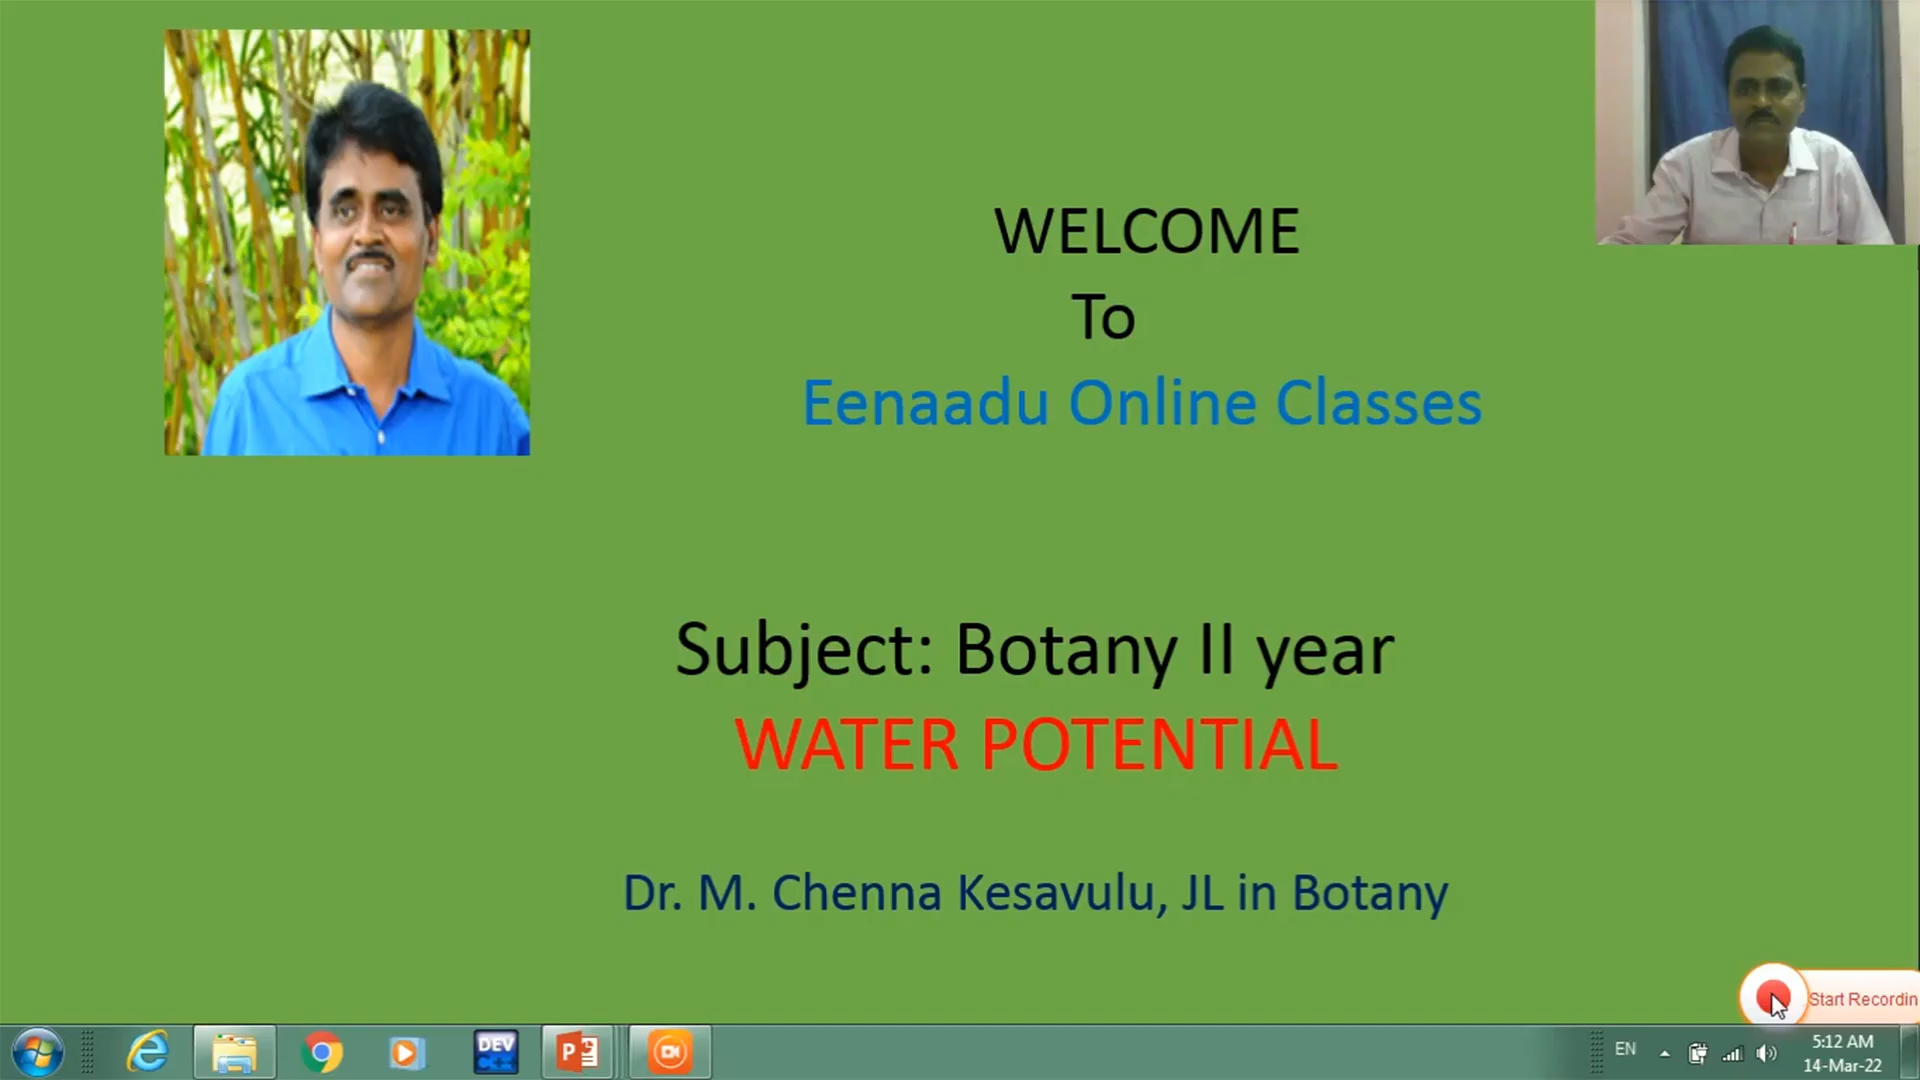 WELCOME
To
Eenaadu Online Classes
Subject: Botany II year
WATER POTENTIAL
Dr. M. Chenna Kesavulu, JL in Botany
Start Recordin
DEV
C++
P
EN
5:12 AM
14-Mar-22